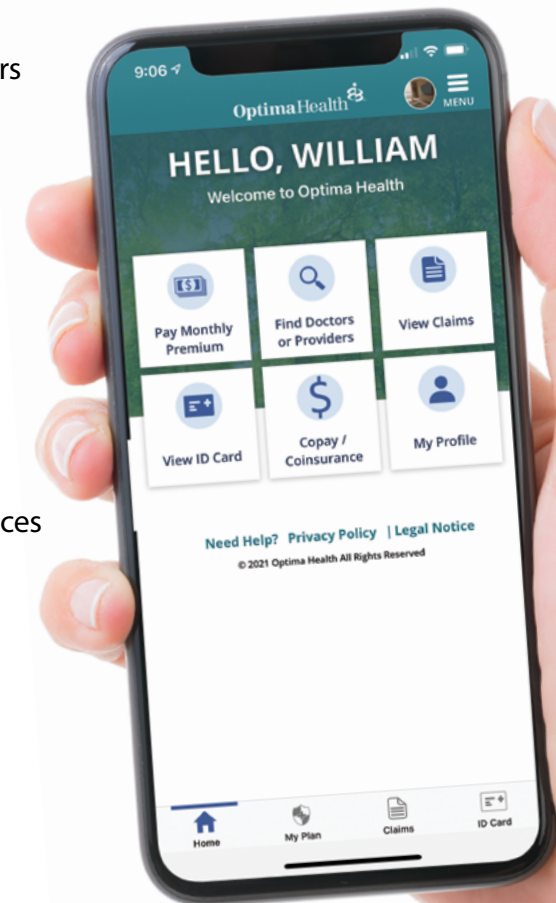 rs
9:06
OptimaHealth
MENU
HELLO, WILLIAM
Welcome to Optima Health
Pay Monthly
Premium
Find Doctors
or Providers
View Claims
View ID Card
Copay /
Coinsurance
My Profile
ces
Need Help? Privacy Policy | Legal Notice
© 2021 Optima Health All Rights Reserved
Home
My Plan
Claims
ID Card